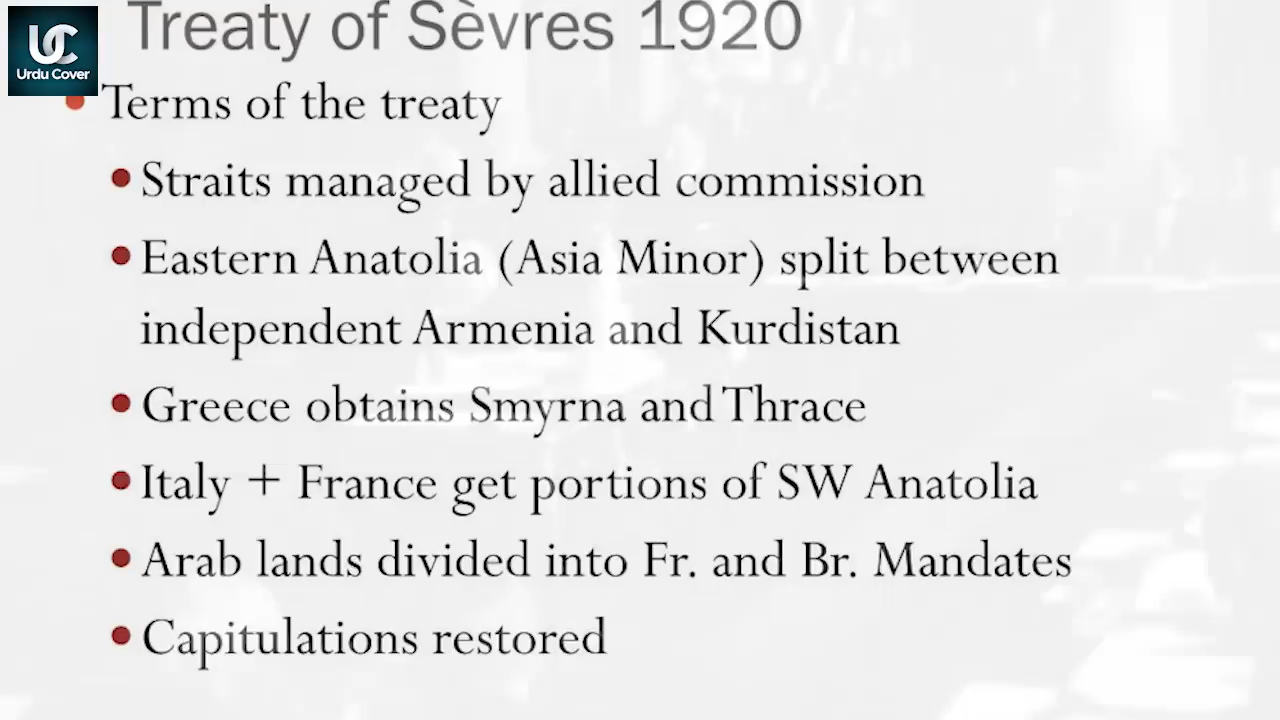 UC
Urdu Cover
Treaty of Sèvres 1920
• Terms of the treaty
• Straits managed by allied commission
• Eastern Anatolia (Asia Minor) split between
independent Armenia and Kurdistan
• Greece obtains Smyrna and Thrace
• Italy + France get portions of SW Anatolia
• Arab lands divided into Fr. and Br. Mandates
• Capitulations restored